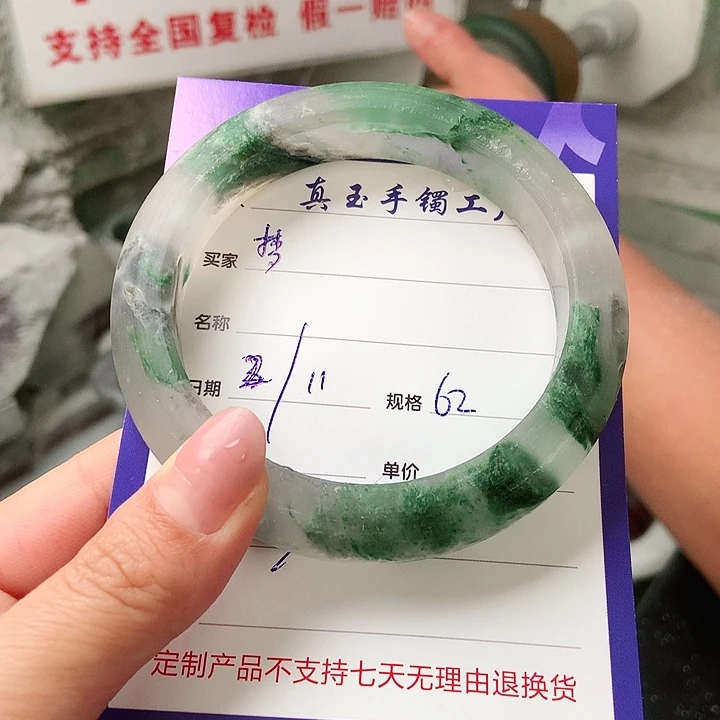 支持全国复检 假一赔
真玉手镯工
买家
名称
日期 /11 规格 62
单价
定制产品不支持七天无理由退换货